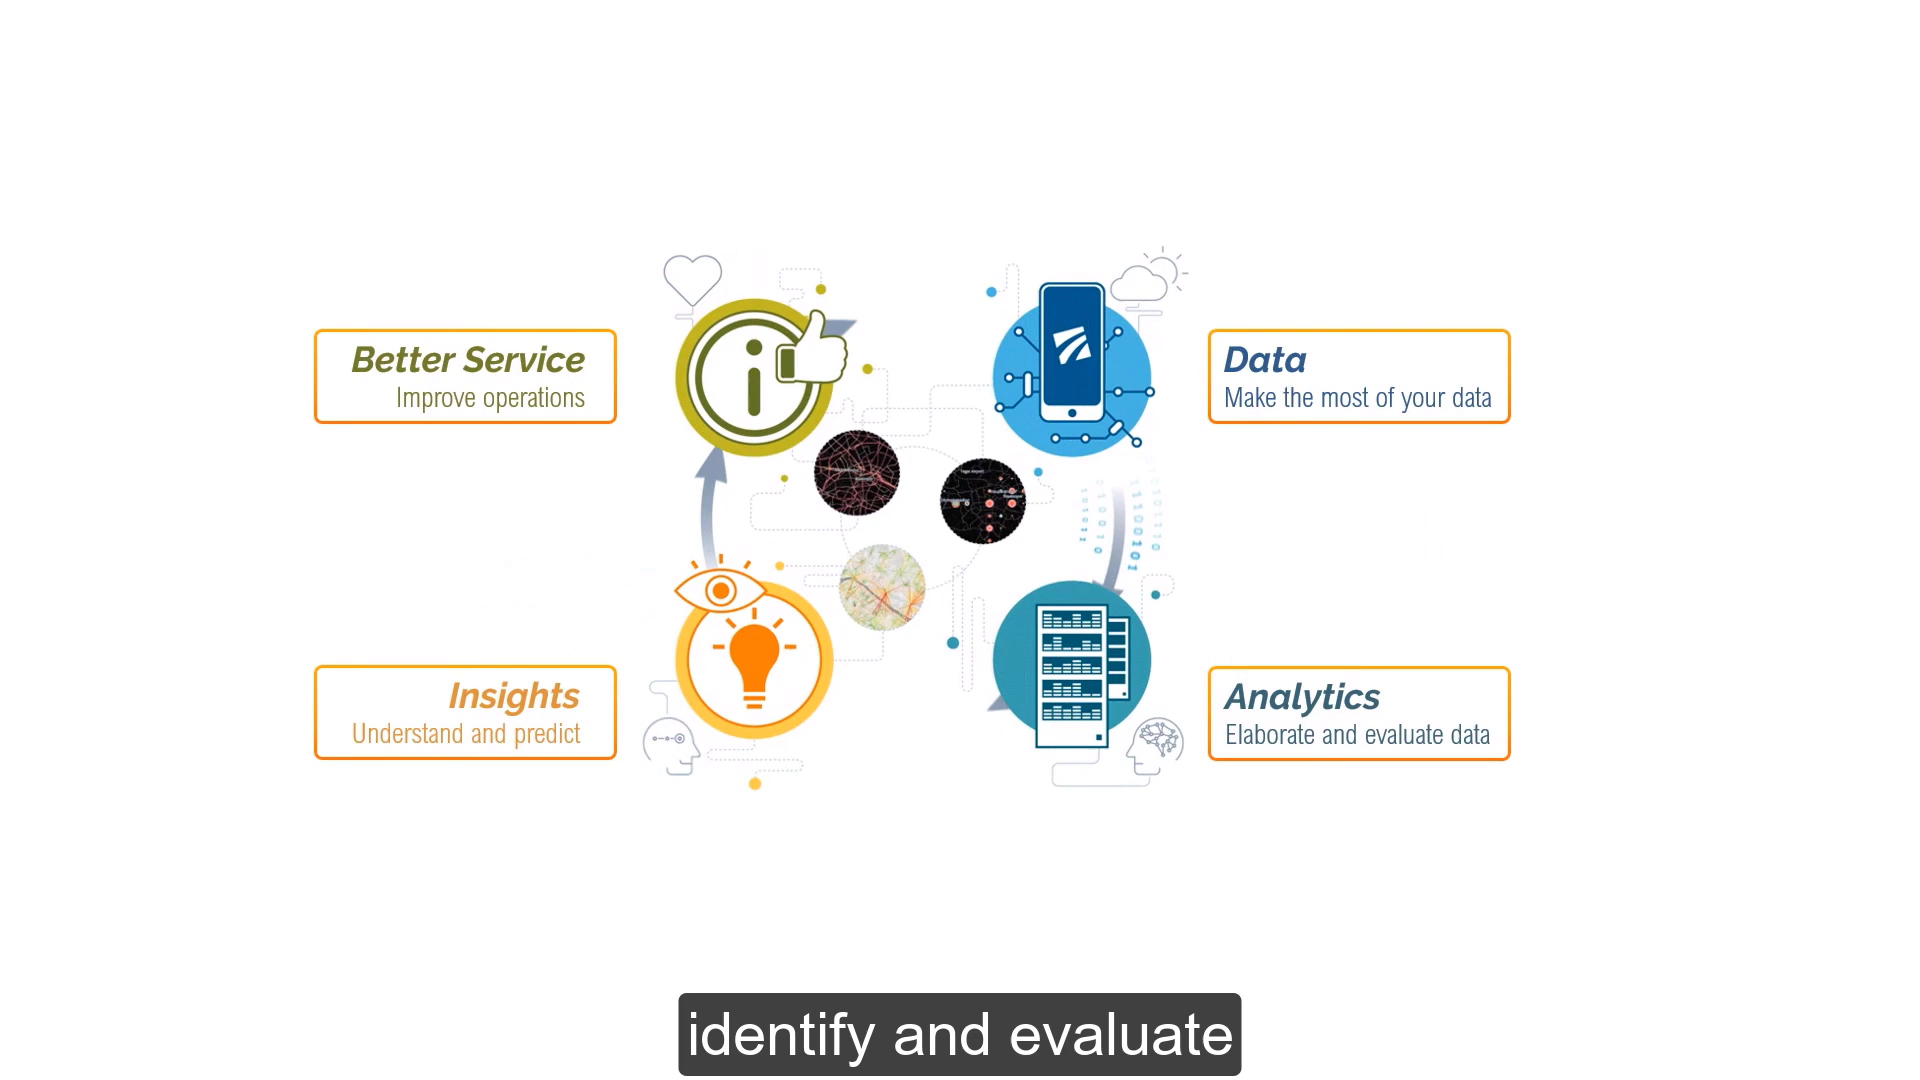 Better Service
Improve operations
Data
Make the most of your data
Insights
Understand and predict
Analytics
Elaborate and evaluate data
identify and evaluate